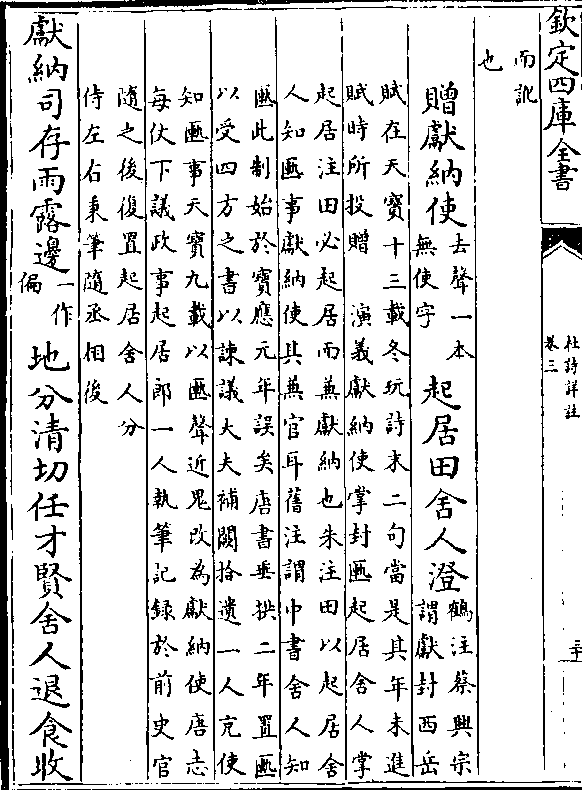 欽定四庫全書
杜詩詳註
卷三
而訛
也
贈獻納使去聲一本無使字起居田舍人澄鶴注蔡興宗謂獻封西岳
賦在天寶十三載冬玩詩末二句當是其年未進
賦時所投贈 演義獻納使掌封匭起居舍人掌
起居注田必起居而兼獻納也朱注田以起居舍
人知匭事獻納使其兼官耳舊注謂中書舍人知
匭此制始於寶應元年誤矣唐書垂拱二年置匭
以受四方之書以諫議大夫補闕拾遺一人充使
知匭事天寶九載以匭聲近鬼改為獻納使唐志
每仗下議政事起居郎一人執筆記録於前史官
隨之後復置起居舍人分
侍左右秉筆隨丞相後
獻納司存雨露邊一作偏地分清切任才賢舍人退食收